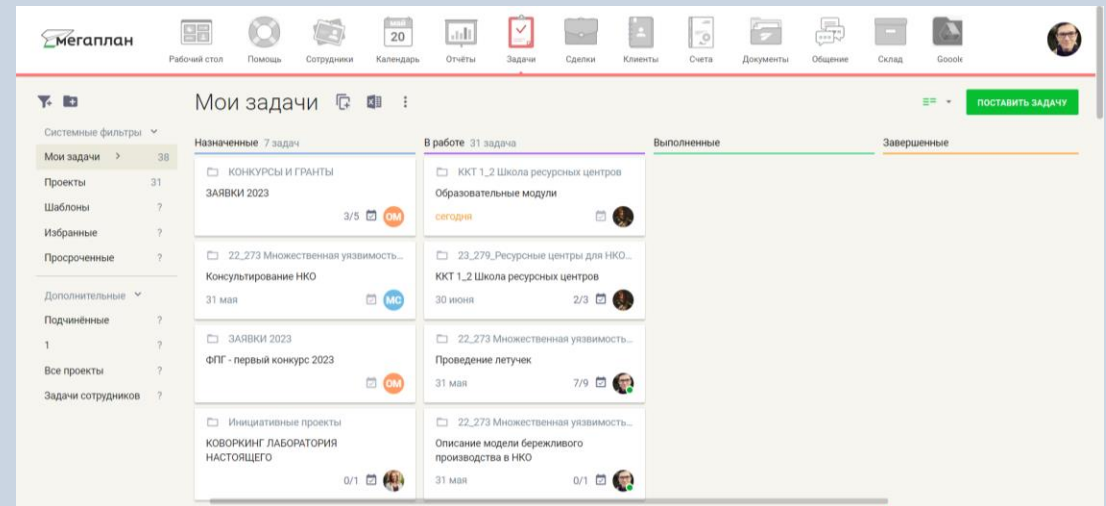 мегаплан
МАЙ
20
Рабочий стол
Помощь
Сотрудники
Календарь
Отчёты
Задачи
Сделки
Клиенты
Счета
Документы
Общение
Склад
Google
Мои задачи
ПОСТАВИТЬ ЗАДАЧУ
Системные фильтры
Мои задачи 38
Проекты 31
Шаблоны ?
Избранные ?
Просроченные ?
Дополнительные
Подчинённые ?
1 ?
Все проекты ?
Задачи сотрудников ?
Назначенные 7 задач
КОНКУРСЫ И ГРАНТЫ
ЗАЯВКИ 2023
3/5 ОМ
22_273 Множественная уязвимость...
Консультирование НКО
31 мая МС
ЗАЯВКИ 2023
ФПГ - первый конкурс 2023
ОМ
Инициативные проекты
КОВОРКИНГ ЛАБОРАТОРИЯ
НАСТОЯЩЕГО
0/1
В работе 31 задача
ККТ 1_2 Школа ресурсных центров
Образовательные модули
сегодня
23_279_Ресурсные центры для НКО...
ККТ 1_2 Школа ресурсных центров
30 июня 2/3
22_273 Множественная уязвимость...
Проведение летучек
31 мая 7/9
22_273 Множественная уязвимость...
Описание модели бережливого
производства в НКО
31 мая 0/1
Выполненные
Завершенные